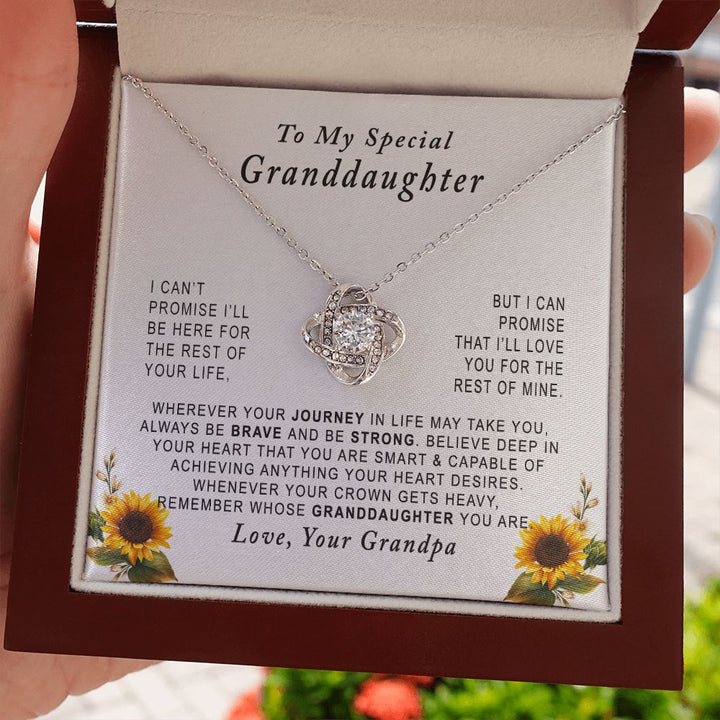 To My Special
Granddaughter
I CAN'T
PROMISE I'LL
BE HERE FOR
THE REST OF
YOUR LIFE,
BUT I CAN
PROMISE
THAT I'LL LOVE
YOU FOR THE
REST OF MINE.
WHEREVER YOUR JOURNEY IN LIFE MAY TAKE YOU,
ALWAYS BE BRAVE AND BE STRONG. BELIEVE DEEP IN
YOUR HEART THAT YOU ARE SMART & CAPABLE OF
ACHIEVING ANYTHING YOUR HEART DESIRES.
WHENEVER YOUR CROWN GETS HEAVY,
REMEMBER WHOSE GRANDDAUGHTER YOU ARE.
Love, Your Grandpa